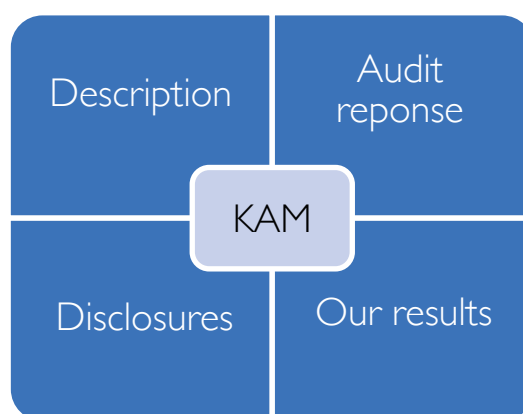 Description
Audit
reponse
KAM
Disclosures
Our results